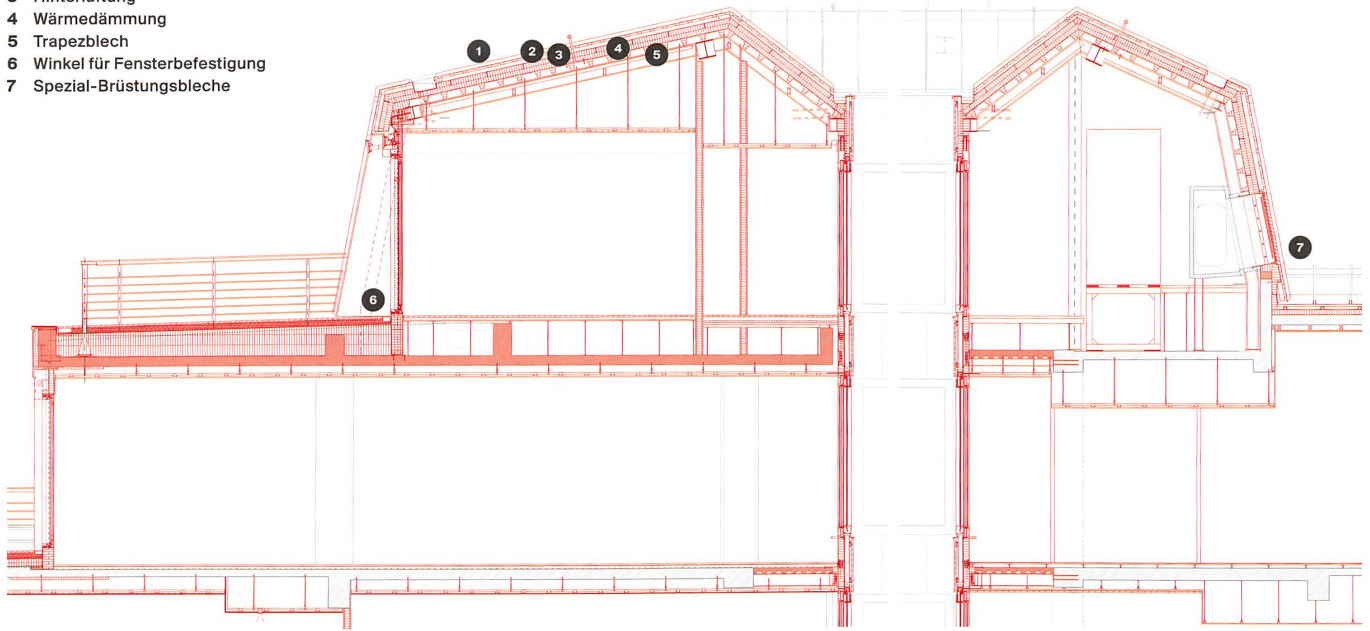 4 Wärmedämmung
5 Trapezblech
6 Winkel für Fensterbefestigung
7 Spezial-Brüstungsbleche
1
2
3
4
5
6
7